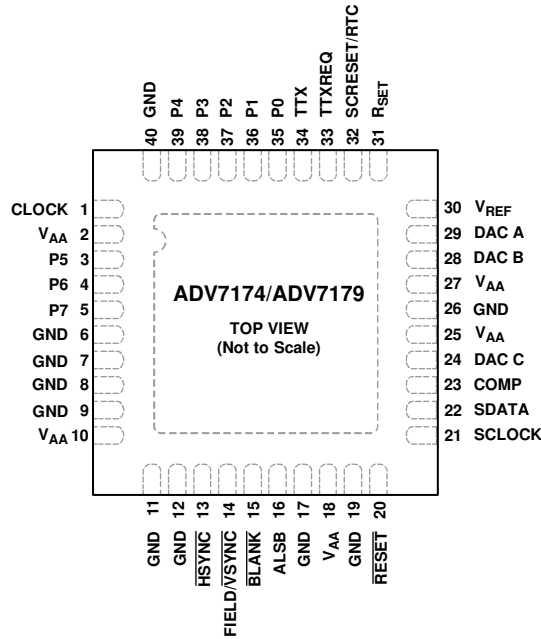 40 GND
39 P4
38 P3
37 P2
36 P1
35 P0
34 TTX
33 TTXREQ
32 SCRESET/RTC
31 RSET
CLOCK 1
VAA 2
P5 3
P6 4
P7 5
GND 6
GND 7
GND 8
GND 9
VAA 10
ADV7174/ADV7179
TOP VIEW
(Not to Scale)
30 VREF
29 DAC A
28 DAC B
27 VAA
26 GND
25 VAA
24 DAC C
23 COMP
22 SDATA
21 SCLOCK
GND 11
GND 12
HSYNC 13
FIELD/VSYNC 14
BLANK 15
ALSB 16
GND 17
VAA 18
GND 19
RESET 20